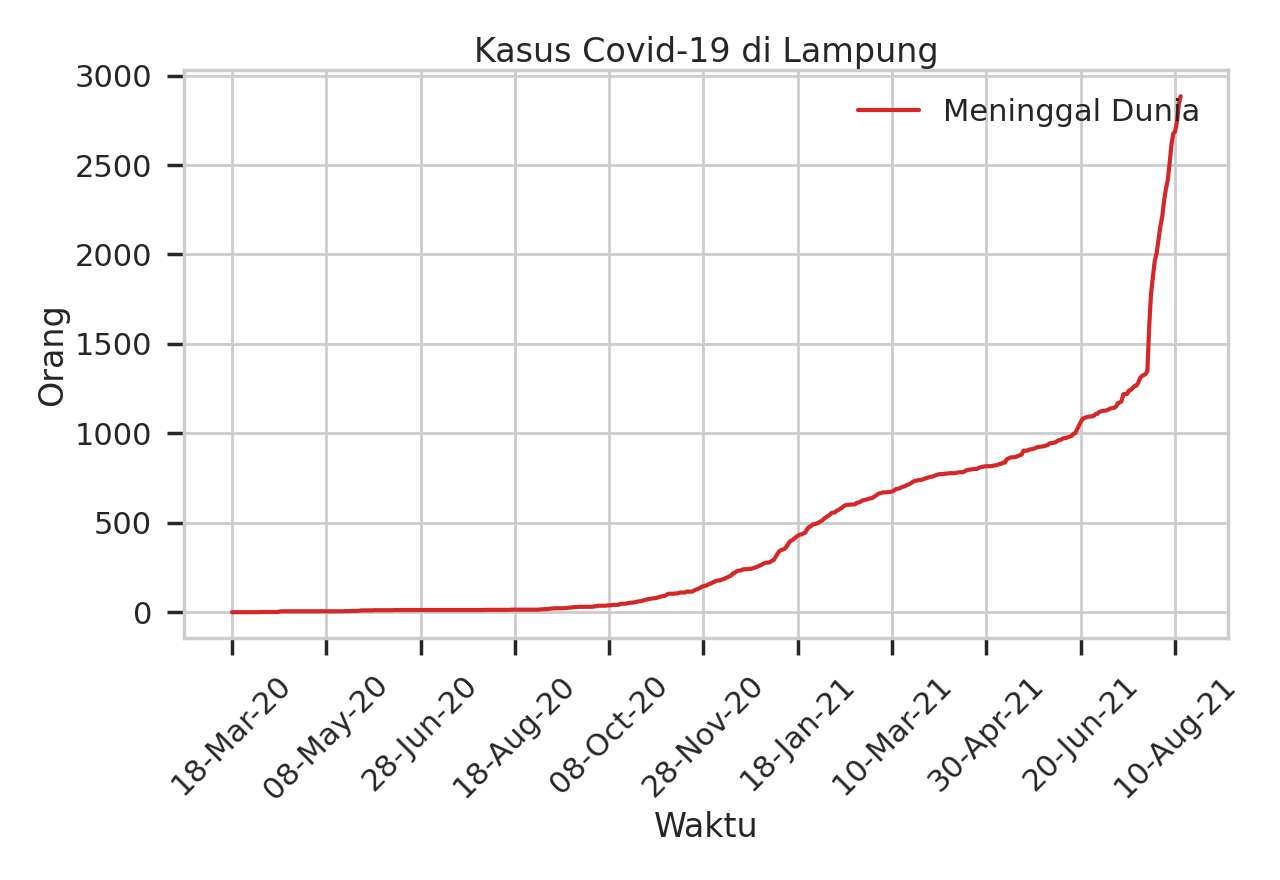 Kasus Covid-19 di Lampung
Meninggal Dunia
3000
2500
2000
1500
1000
500
0
Orang
18-Mar-20
08-May-20
28-Jun-20
18-Aug-20
08-Oct-20
28-Nov-20
18-Jan-21
10-Mar-21
30-Apr-21
20-Jun-21
10-Aug-21
Waktu